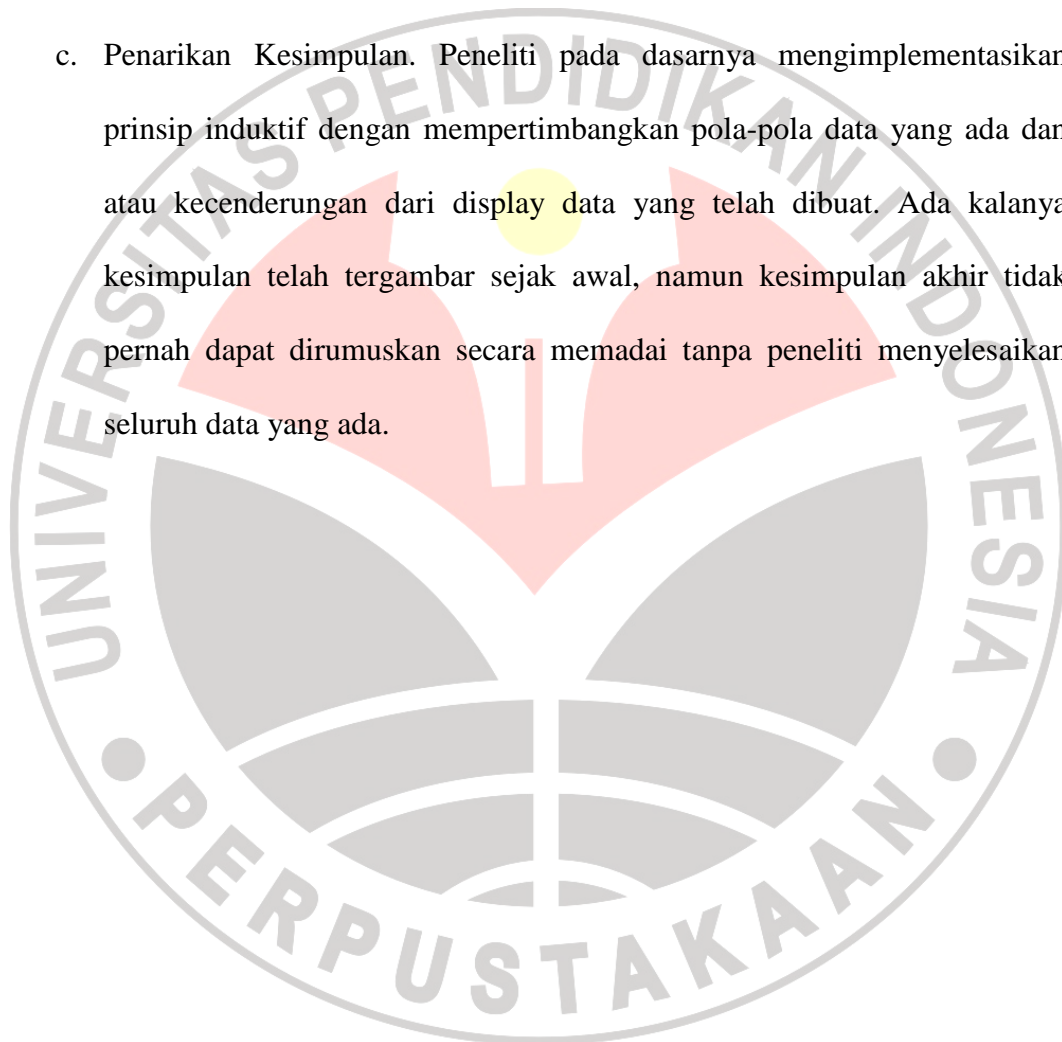 c. Penarikan Kesimpulan. Peneliti pada dasarnya mengimplementasikan
prinsip induktif dengan mempertimbangkan pola-pola data yang ada dan
atau kecenderungan dari display data yang telah dibuat. Ada kalanya
kesimpulan telah tergambar sejak awal, namun kesimpulan akhir tidak
pernah dapat dirumuskan secara memadai tanpa peneliti menyelesaikan
seluruh data yang ada.
UNIVERSITAS PENDIDIKAN INDONESIA
PERPUSTAKAAN